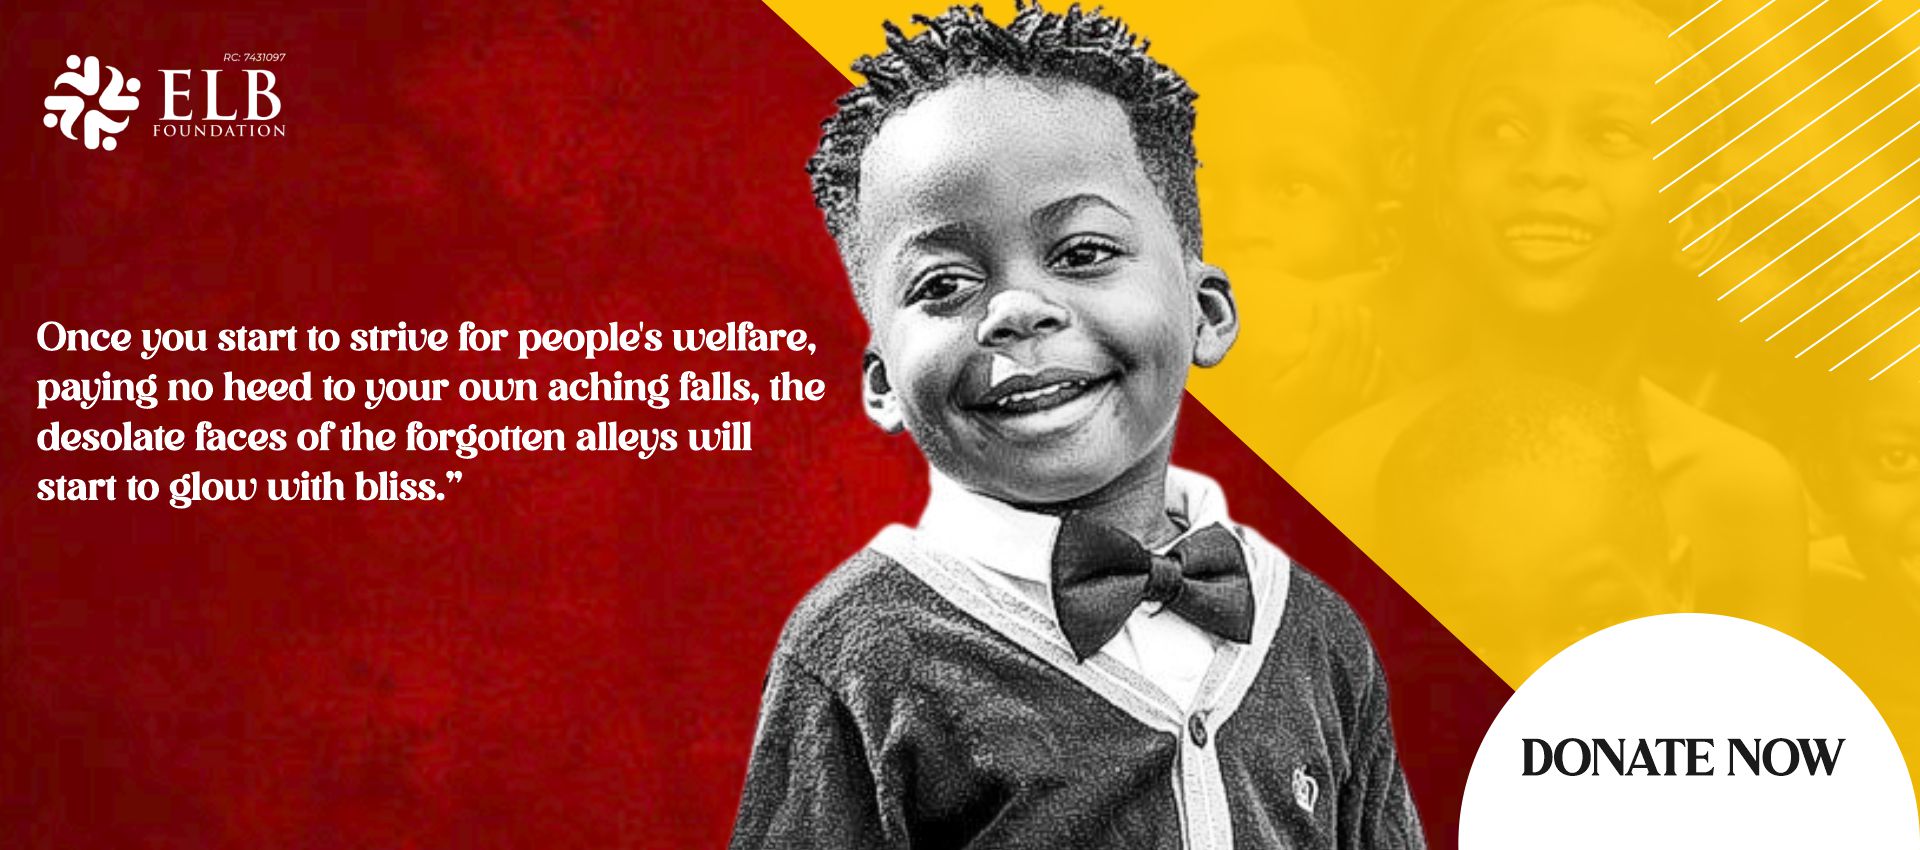 RC: 7431097
ELB
FOUNDATION
Once you start to strive for people's welfare,
paying no heed to your own aching falls, the
desolate faces of the forgotten alleys will
start to glow with bliss.”
DONATE NOW